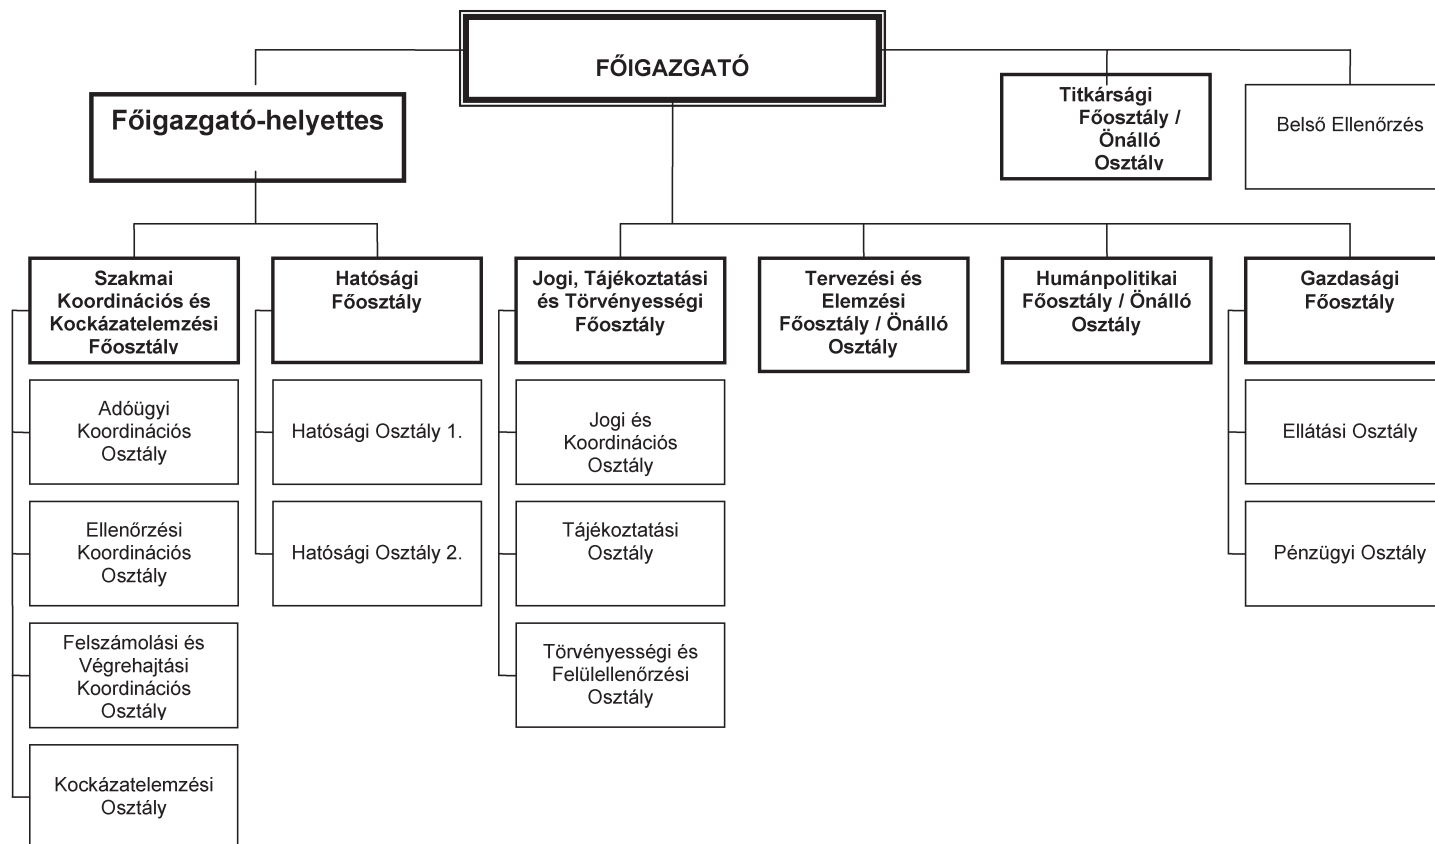 FŐIGAZGATÓ
Főigazgató-helyettes
Titkársági
Főosztály /
Önálló
Osztály
Belső Ellenőrzés
Szakmai
Koordinációs és
Kockázatelemzési
Főosztály
Hatósági
Főosztály
Jogi, Tájékoztatási
és Törvényességi
Főosztály
Tervezési és
Elemzési
Főosztály / Önálló
Osztály
Humánpolitikai
Főosztály / Önálló
Osztály
Gazdasági
Főosztály
Adóügyi
Koordinációs
Osztály
Hatósági Osztály 1.
Jogi és
Koordinációs
Osztály
Ellátási Osztály
Ellenőrzési
Koordinációs
Osztály
Hatósági Osztály 2.
Tájékoztatási
Osztály
Pénzügyi Osztály
Felszámolási és
Végrehajtási
Koordinációs
Osztály
Törvényességi és
Felülellenőrzési
Osztály
Kockázatelemzési
Osztály